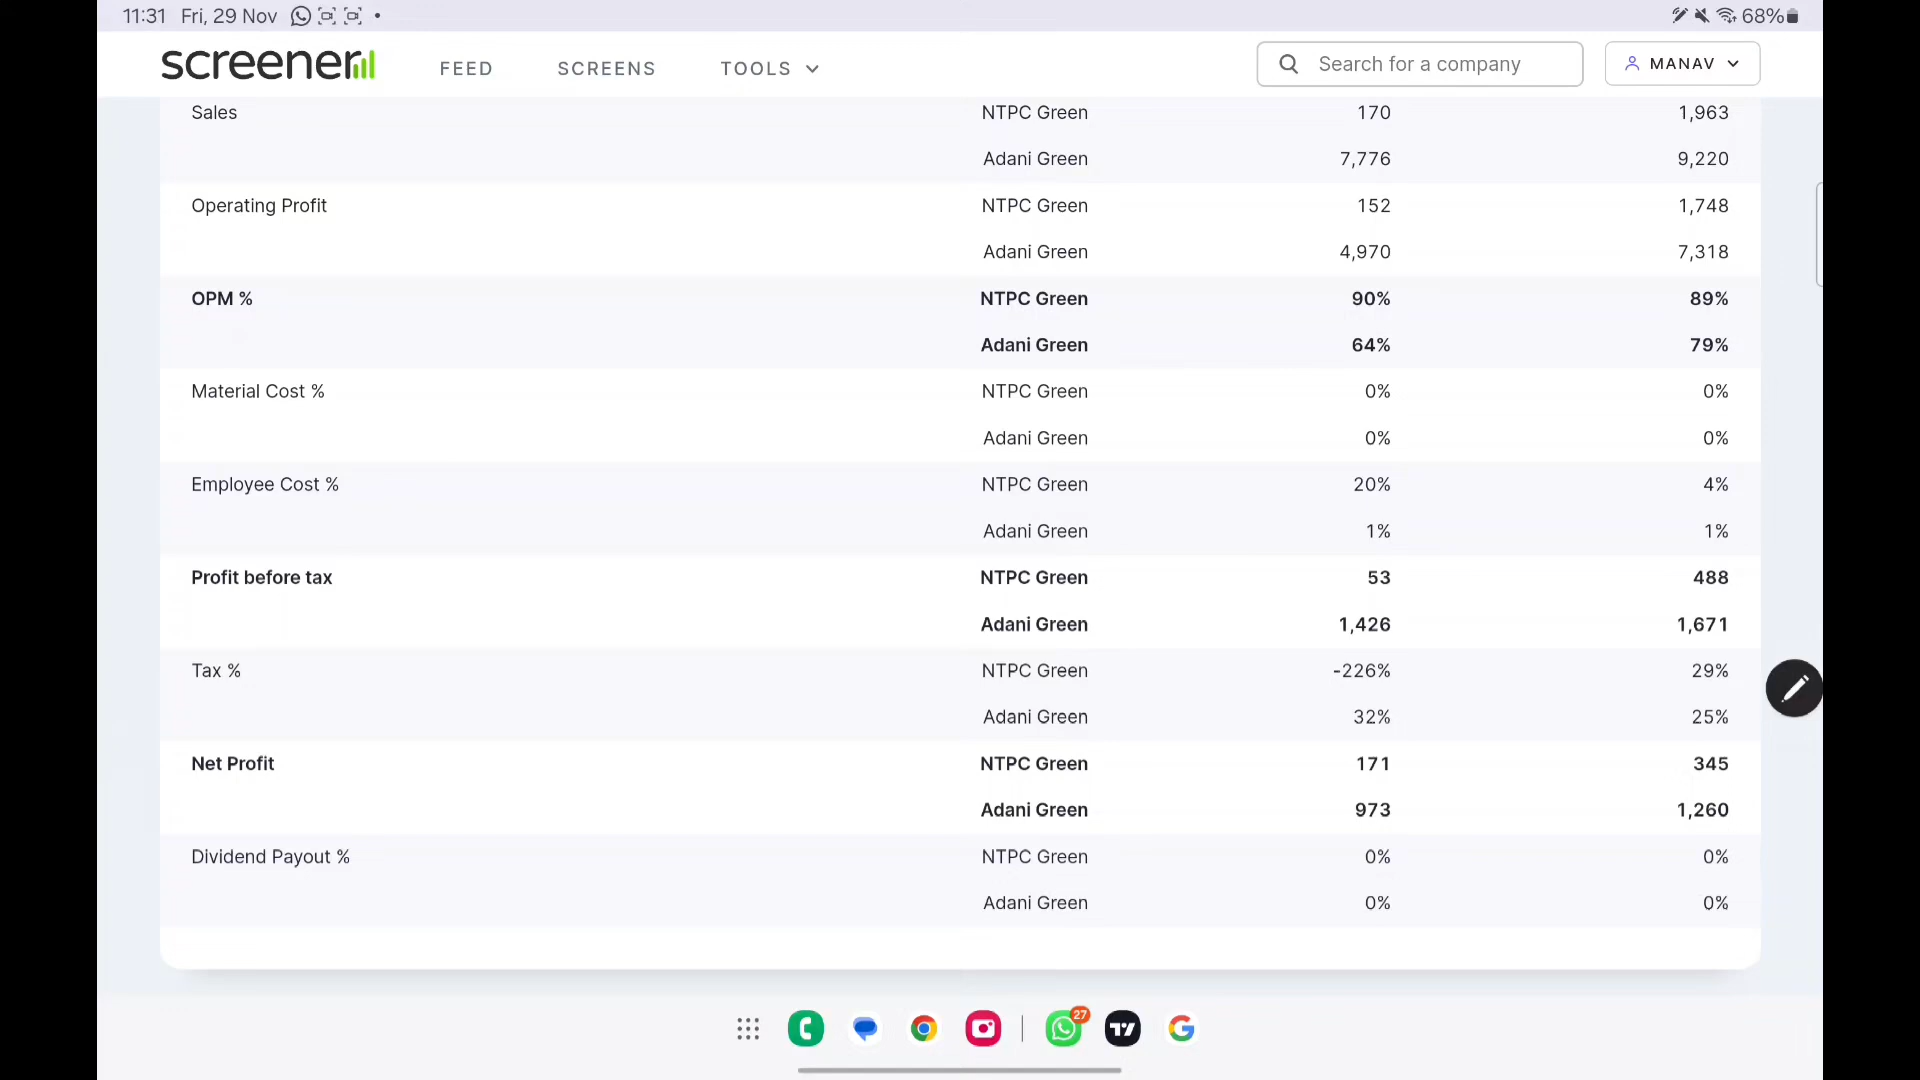 11:31 Fri, 29 Nov 68%
screener FEED SCREENS TOOLS Search for a company MANAV
Sales NTPC Green 170 1,963
Adani Green 7,776 9,220
Operating Profit NTPC Green 152 1,748
Adani Green 4,970 7,318
OPM % NTPC Green 90% 89%
Adani Green 64% 79%
Material Cost % NTPC Green 0% 0%
Adani Green 0% 0%
Employee Cost % NTPC Green 20% 4%
Adani Green 1% 1%
Profit before tax NTPC Green 53 488
Adani Green 1,426 1,671
Tax % NTPC Green -226% 29%
Adani Green 32% 25%
Net Profit NTPC Green 171 345
Adani Green 973 1,260
Dividend Payout % NTPC Green 0% 0%
Adani Green 0% 0%
27